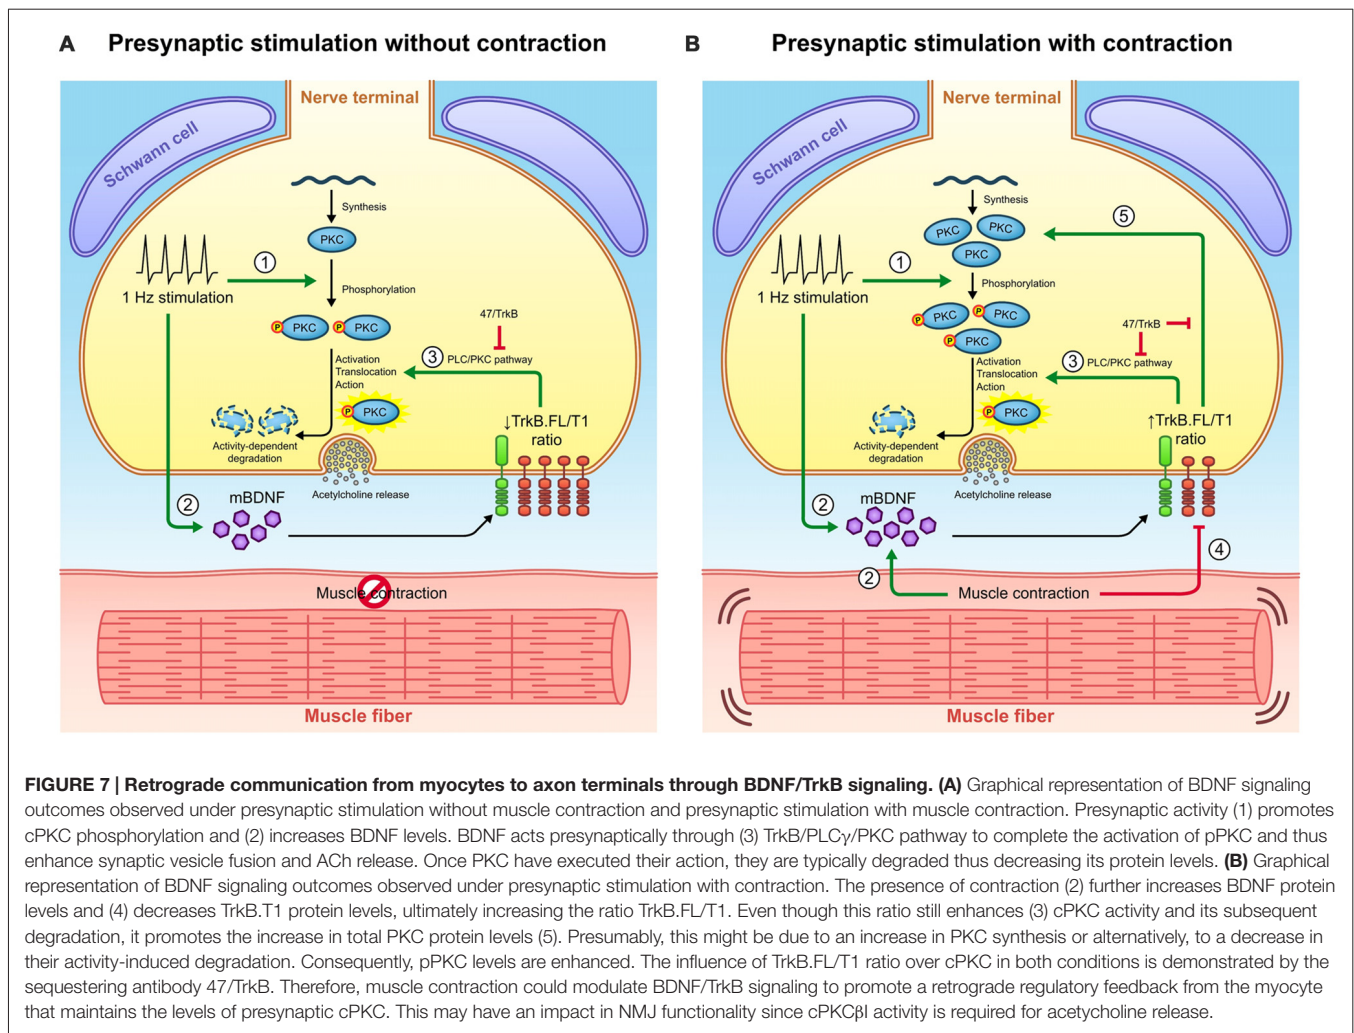 A Presynaptic stimulation without contraction
Nerve terminal
Schwann cell
Synthesis
PKC
1
1 Hz stimulation
Phosphorylation
P PKC P PKC
47/TrkB
3 PLC/PKC pathway
Activation
Translocation
Action
P PKC
↓TrkB.FL/T1
ratio
Activity-dependent
degradation
Acetylcholine release
2
mBDNF
Muscle contraction
Muscle fiber
B Presynaptic stimulation with contraction
Nerve terminal
Schwann cell
Synthesis
5
PKC PKC
PKC
1
1 Hz stimulation
Phosphorylation
P PKC P PKC
P PKC
47/TrkB
3 PLC/PKC pathway
Activation
Translocation
Action
P PKC
↑TrkB.FL/T1
ratio
Activity-dependent
degradation
Acetylcholine release
2
mBDNF
4
2
Muscle contraction
Muscle fiber
FIGURE 7 | Retrograde communication from myocytes to axon terminals through BDNF/TrkB signaling. (A) Graphical representation of BDNF signaling
outcomes observed under presynaptic stimulation without muscle contraction and presynaptic stimulation with muscle contraction. Presynaptic activity (1) promotes
cPKC phosphorylation and (2) increases BDNF levels. BDNF acts presynaptically through (3) TrkB/PLCγ/PKC pathway to complete the activation of pPKC and thus
enhance synaptic vesicle fusion and ACh release. Once PKC have executed their action, they are typically degraded thus decreasing its protein levels. (B) Graphical
representation of BDNF signaling outcomes observed under presynaptic stimulation with contraction. The presence of contraction (2) further increases BDNF protein
levels and (4) decreases TrkB.T1 protein levels, ultimately increasing the ratio TrkB.FL/T1. Even though this ratio still enhances (3) cPKC activity and its subsequent
degradation, it promotes the increase in total PKC protein levels (5). Presumably, this might be due to an increase in PKC synthesis or alternatively, to a decrease in
their activity-induced degradation. Consequently, pPKC levels are enhanced. The influence of TrkB.FL/T1 ratio over cPKC in both conditions is demonstrated by the
sequestering antibody 47/TrkB. Therefore, muscle contraction could modulate BDNF/TrkB signaling to promote a retrograde regulatory feedback from the myocyte
that maintains the levels of presynaptic cPKC. This may have an impact in NMJ functionality since cPKCβI activity is required for acetycholine release.